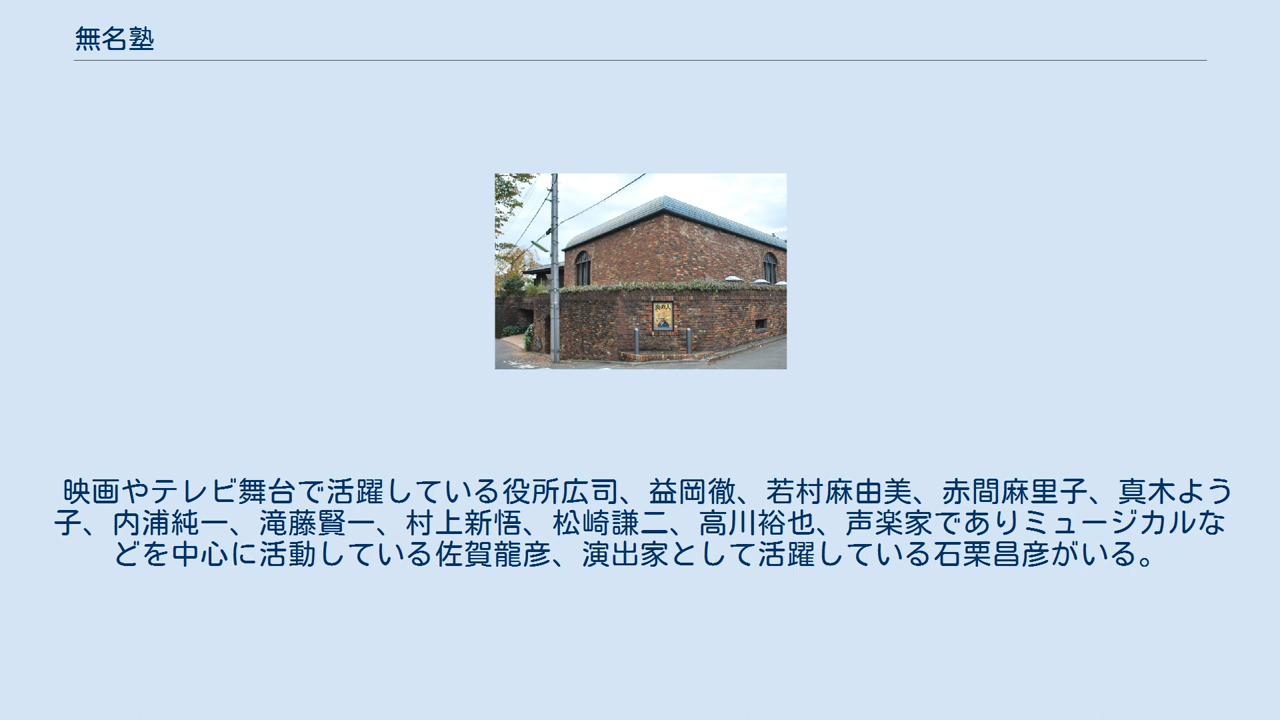 無名塾
映画やテレビ舞台で活躍している役所広司、益岡徹、若村麻由美、赤間麻里子、真木よう
子、内浦純一、滝藤賢一、村上新悟、松崎謙二、高川裕也、声楽家でありミュージカルな
どを中心に活動している佐賀龍彦、演出家として活躍している石栗昌彦がいる。